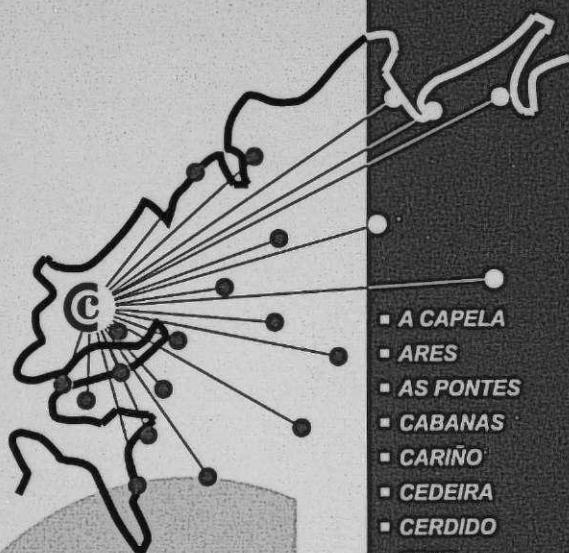 C
A CAPELA
ARES
AS PONTES
CABANAS
CARIÑO
CEDEIRA
CERDIDO